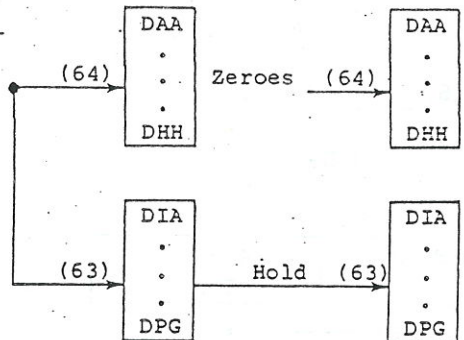 DAA
DAA
(64)
Zeroes
(64)
DHH
DHH
DIA
DIA
(63)
Hold
(63)
DPG
DPG